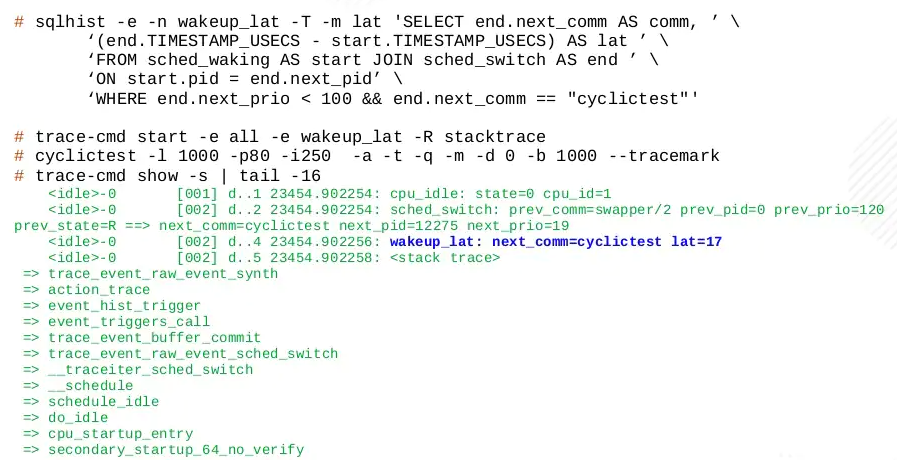 # sqlhist -e -n wakeup_lat -T -m lat 'SELECT end.next_comm AS comm, ’ \
‘(end.TIMESTAMP_USECS - start.TIMESTAMP_USECS) AS lat ’ \
‘FROM sched_waking AS start JOIN sched_switch AS end ’ \
‘ON start.pid = end.next_pid’ \
‘WHERE end.next_prio < 100 && end.next_comm == "cyclictest"'
# trace-cmd start -e all -e wakeup_lat -R stacktrace
# cyclictest -l 1000 -p80 -i250  -a -t -q -m -d 0 -b 1000 --tracemark
# trace-cmd show -s | tail -16
<idle>-0       [001] d..1 23454.902254: cpu_idle: state=0 cpu_id=1
<idle>-0       [002] d..2 23454.902254: sched_switch: prev_comm=swapper/2 prev_pid=0 prev_prio=120
prev_state=R ==> next_comm=cyclictest next_pid=12275 next_prio=19
<idle>-0       [002] d..4 23454.902256: wakeup_lat: next_comm=cyclictest lat=17
<idle>-0       [002] d..5 23454.902258: <stack trace>
=> trace_event_raw_event_synth
=> action_trace
=> event_hist_trigger
=> event_triggers_call
=> trace_event_buffer_commit
=> trace_event_raw_event_sched_switch
=> __traceiter_sched_switch
=> __schedule
=> schedule_idle
=> do_idle
=> cpu_startup_entry
=> secondary_startup_64_no_verify